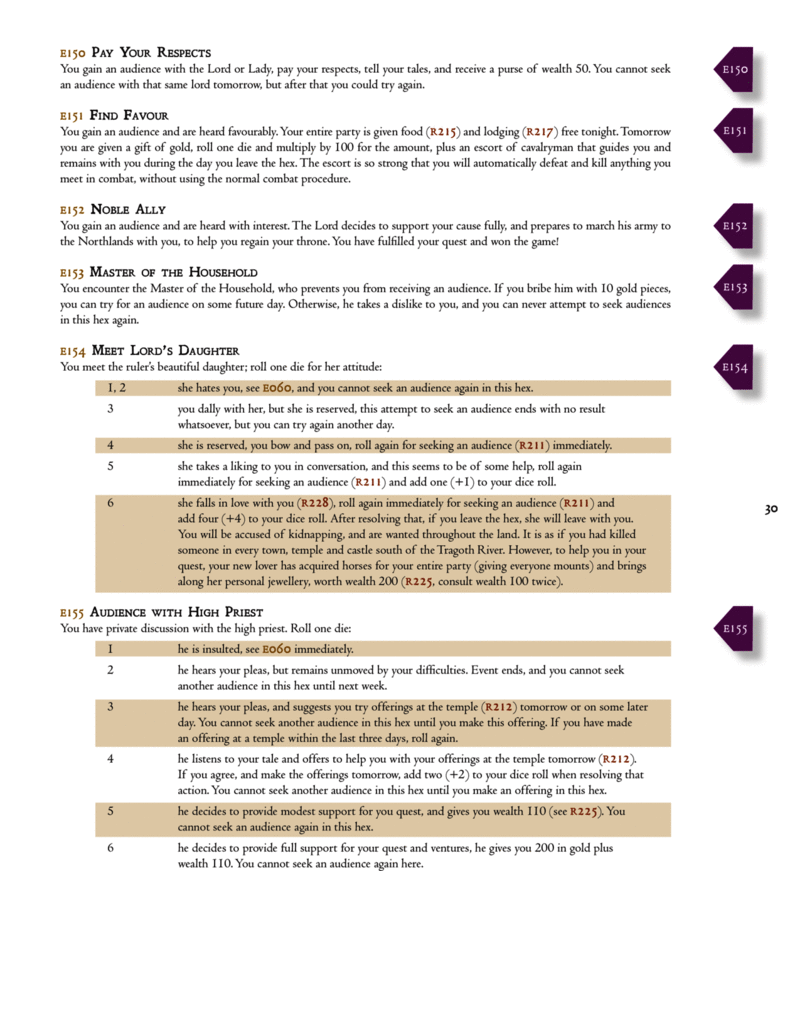 E150 Pay Your Respects
You gain an audience with the Lord or Lady, pay your respects, tell your tales, and receive a purse of wealth 50. You cannot seek
an audience with that same lord tomorrow, but after that you could try again.
E150
E151 Find Favour
You gain an audience and are heard favourably. Your entire party is given food (R215) and lodging (R217) free tonight. Tomorrow
you are given a gift of gold, roll one die and multiply by 100 for the amount, plus an escort of cavalryman that guides you and
remains with you during the day you leave the hex. The escort is so strong that you will automatically defeat and kill anything you
meet in combat, without using the normal combat procedure.
E151
E152 Noble Ally
You gain an audience and are heard with interest. The Lord decides to support your cause fully, and prepares to march his army to
the Northlands with you, to help you regain your throne. You have fulfilled your quest and won the game!
E152
E153 Master of the Household
You encounter the Master of the Household, who prevents you from receiving an audience. If you bribe him with 10 gold pieces,
you can try for an audience on some future day. Otherwise, he takes a dislike to you, and you can never attempt to seek audiences
in this hex again.
E153
E154 Meet Lord's Daughter
You meet the ruler's beautiful daughter; roll one die for her attitude:
E154
1, 2 she hates you, see E060, and you cannot seek an audience again in this hex.
3 you dally with her, but she is reserved, this attempt to seek an audience ends with no result
whatsoever, but you can try again another day.
4 she is reserved, you bow and pass on, roll again for seeking an audience (R211) immediately.
5 she takes a liking to you in conversation, and this seems to be of some help, roll again
immediately for seeking an audience (R211) and add one (+1) to your dice roll.
6 she falls in love with you (R228), roll again immediately for seeking an audience (R211) and
add four (+4) to your dice roll. After resolving that, if you leave the hex, she will leave with you.
You will be accused of kidnapping, and are wanted throughout the land. It is as if you had killed
someone in every town, temple and castle south of the Tragoth River. However, to help you in your
quest, your new lover has acquired horses for your entire party (giving everyone mounts) and brings
along her personal jewellery, worth wealth 200 (R225, consult wealth 100 twice).
30
E155 Audience with High Priest
You have private discussion with the high priest. Roll one die:
E155
1 he is insulted, see E060 immediately.
2 he hears your pleas, but remains unmoved by your difficulties. Event ends, and you cannot seek
another audience in this hex until next week.
3 he hears your pleas, and suggests you try offerings at the temple (R212) tomorrow or on some later
day. You cannot seek another audience in this hex until you make this offering. If you have made
an offering at a temple within the last three days, roll again.
4 he listens to your tale and offers to help you with your offerings at the temple tomorrow (R212).
If you agree, and make the offerings tomorrow, add two (+2) to your dice roll when resolving that
action. You cannot seek another audience in this hex until you make an offering in this hex.
5 he decides to provide modest support for you quest, and gives you wealth 110 (see R225). You
cannot seek an audience again in this hex.
6 he decides to provide full support for your quest and ventures, he gives you 200 in gold plus
wealth 110. You cannot seek an audience again here.